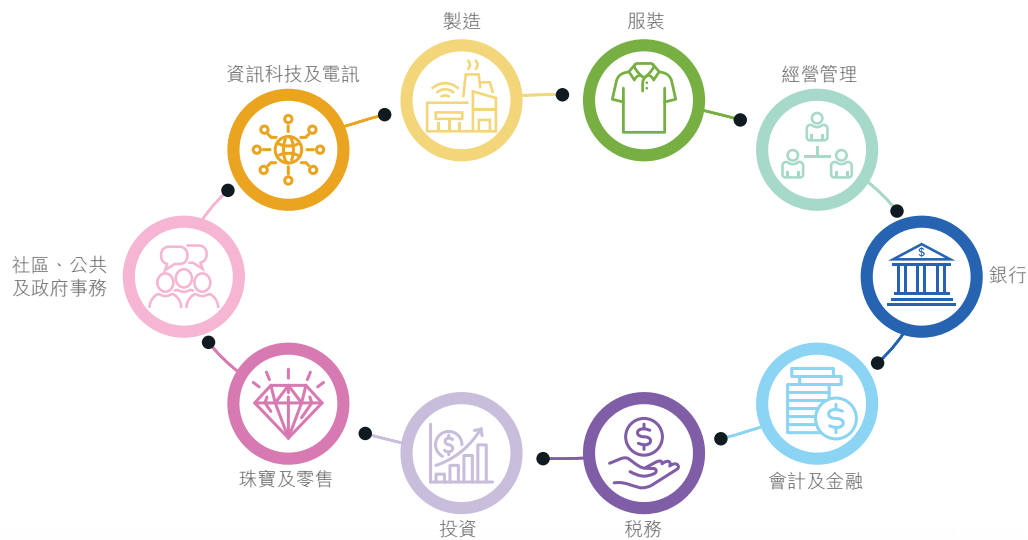 製造
服裝
資訊科技及電訊
經營管理
社區、公共
及政府事務
銀行
珠寶及零售
會計及金融
投資
税務